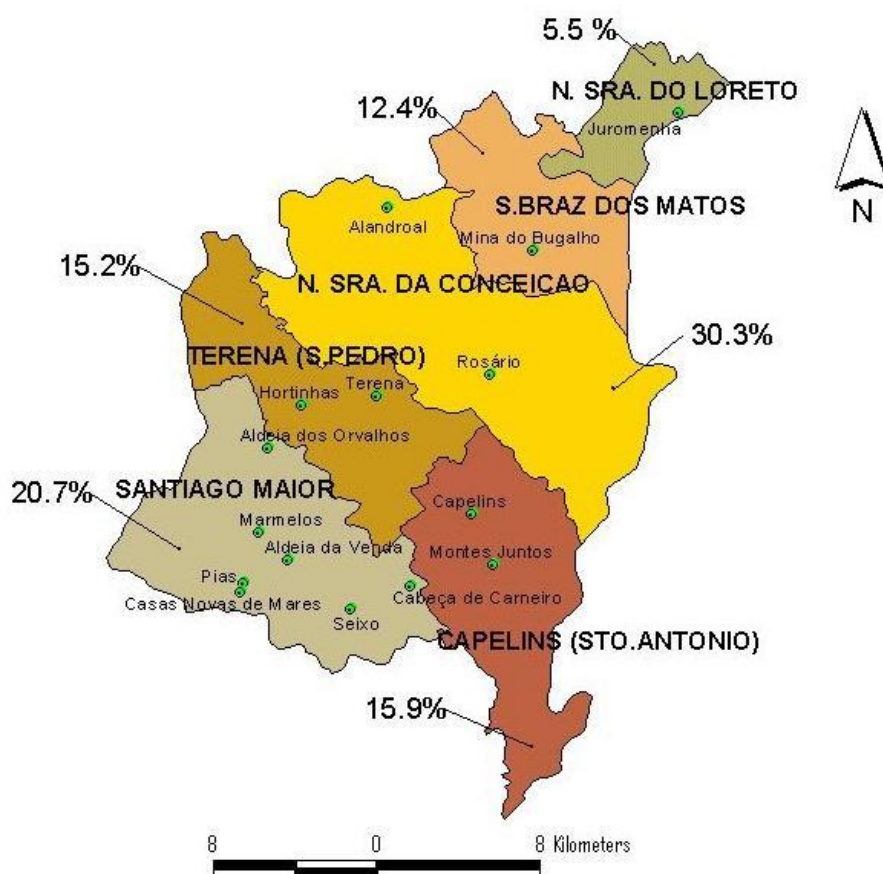 5.5 %
N. SRA. DO LORETO
12.4%
Juromenha
S.BRAZ DOS MATOS
N
Alandroal
Mina do Bugalho
15.2%
N. SRA. DA CONCEICAO
30.3%
TERENA (S.PEDRO)
Rosário
Terena
Hortinhas
Aldeia dos Orvalhos
20.7%
SANTIAGO MAIOR
Capelins
Marmelos
Aldeia da Venda
Montes Juntos
Pias
Cabeça de Carneiro
Casas Novas de Mares
Seixo
CAPELINS (STO.ANTONIO)
15.9%
8 0 8 Kilometers